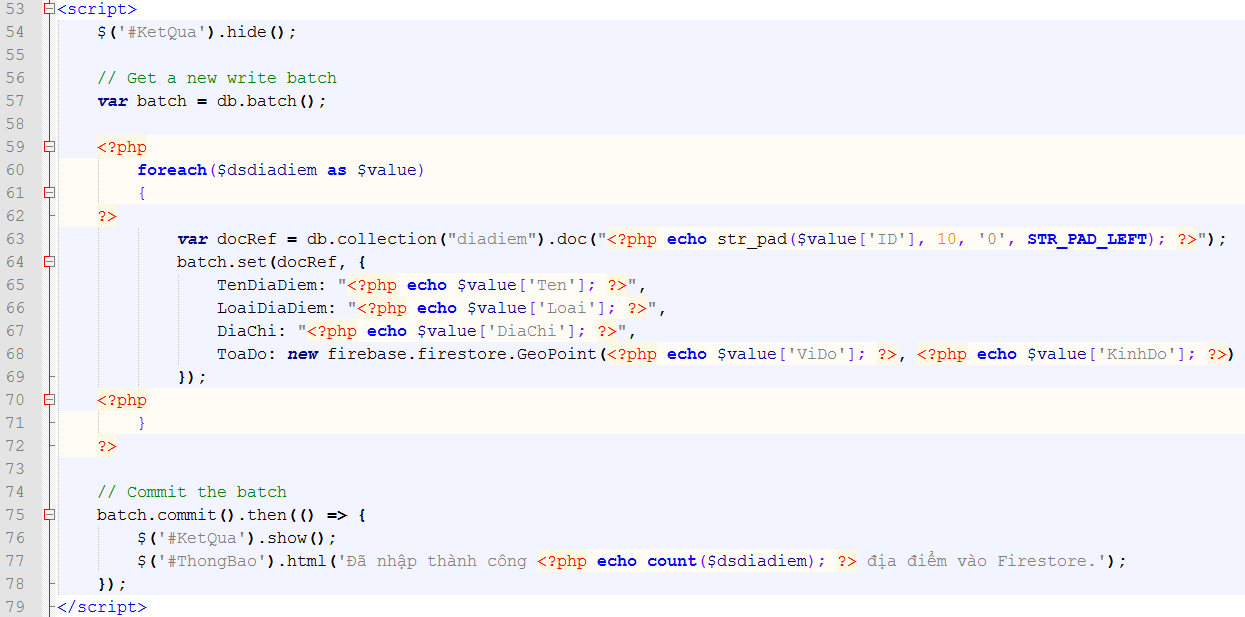 53 <script>
54 $('#KetQua').hide();
55
56 // Get a new write batch
57 var batch = db.batch();
58
59 <?php
60 foreach($dsdiadiem as $value)
61 {
62 ?>
63 var docRef = db.collection("diadiem").doc("<?php echo str_pad($value['ID'], 10, '0', STR_PAD_LEFT); ?>");
64 batch.set(docRef, {
65 TenDiaDiem: "<?php echo $value['Ten']; ?>",
66 LoaiDiaDiem: "<?php echo $value['Loai']; ?>",
67 DiaChi: "<?php echo $value['DiaChi']; ?>",
68 ToaDo: new firebase.firestore.GeoPoint(<?php echo $value['ViDo']; ?>, <?php echo $value['KinhDo']; ?>)
69 });
70 <?php
71 }
72 ?>
73
74 // Commit the batch
75 batch.commit().then(() => {
76 $('#KetQua').show();
77 $('#ThongBao').html('Đã nhập thành công <?php echo count($dsdiadiem); ?> địa điểm vào Firestore.');
78 });
79 </script>